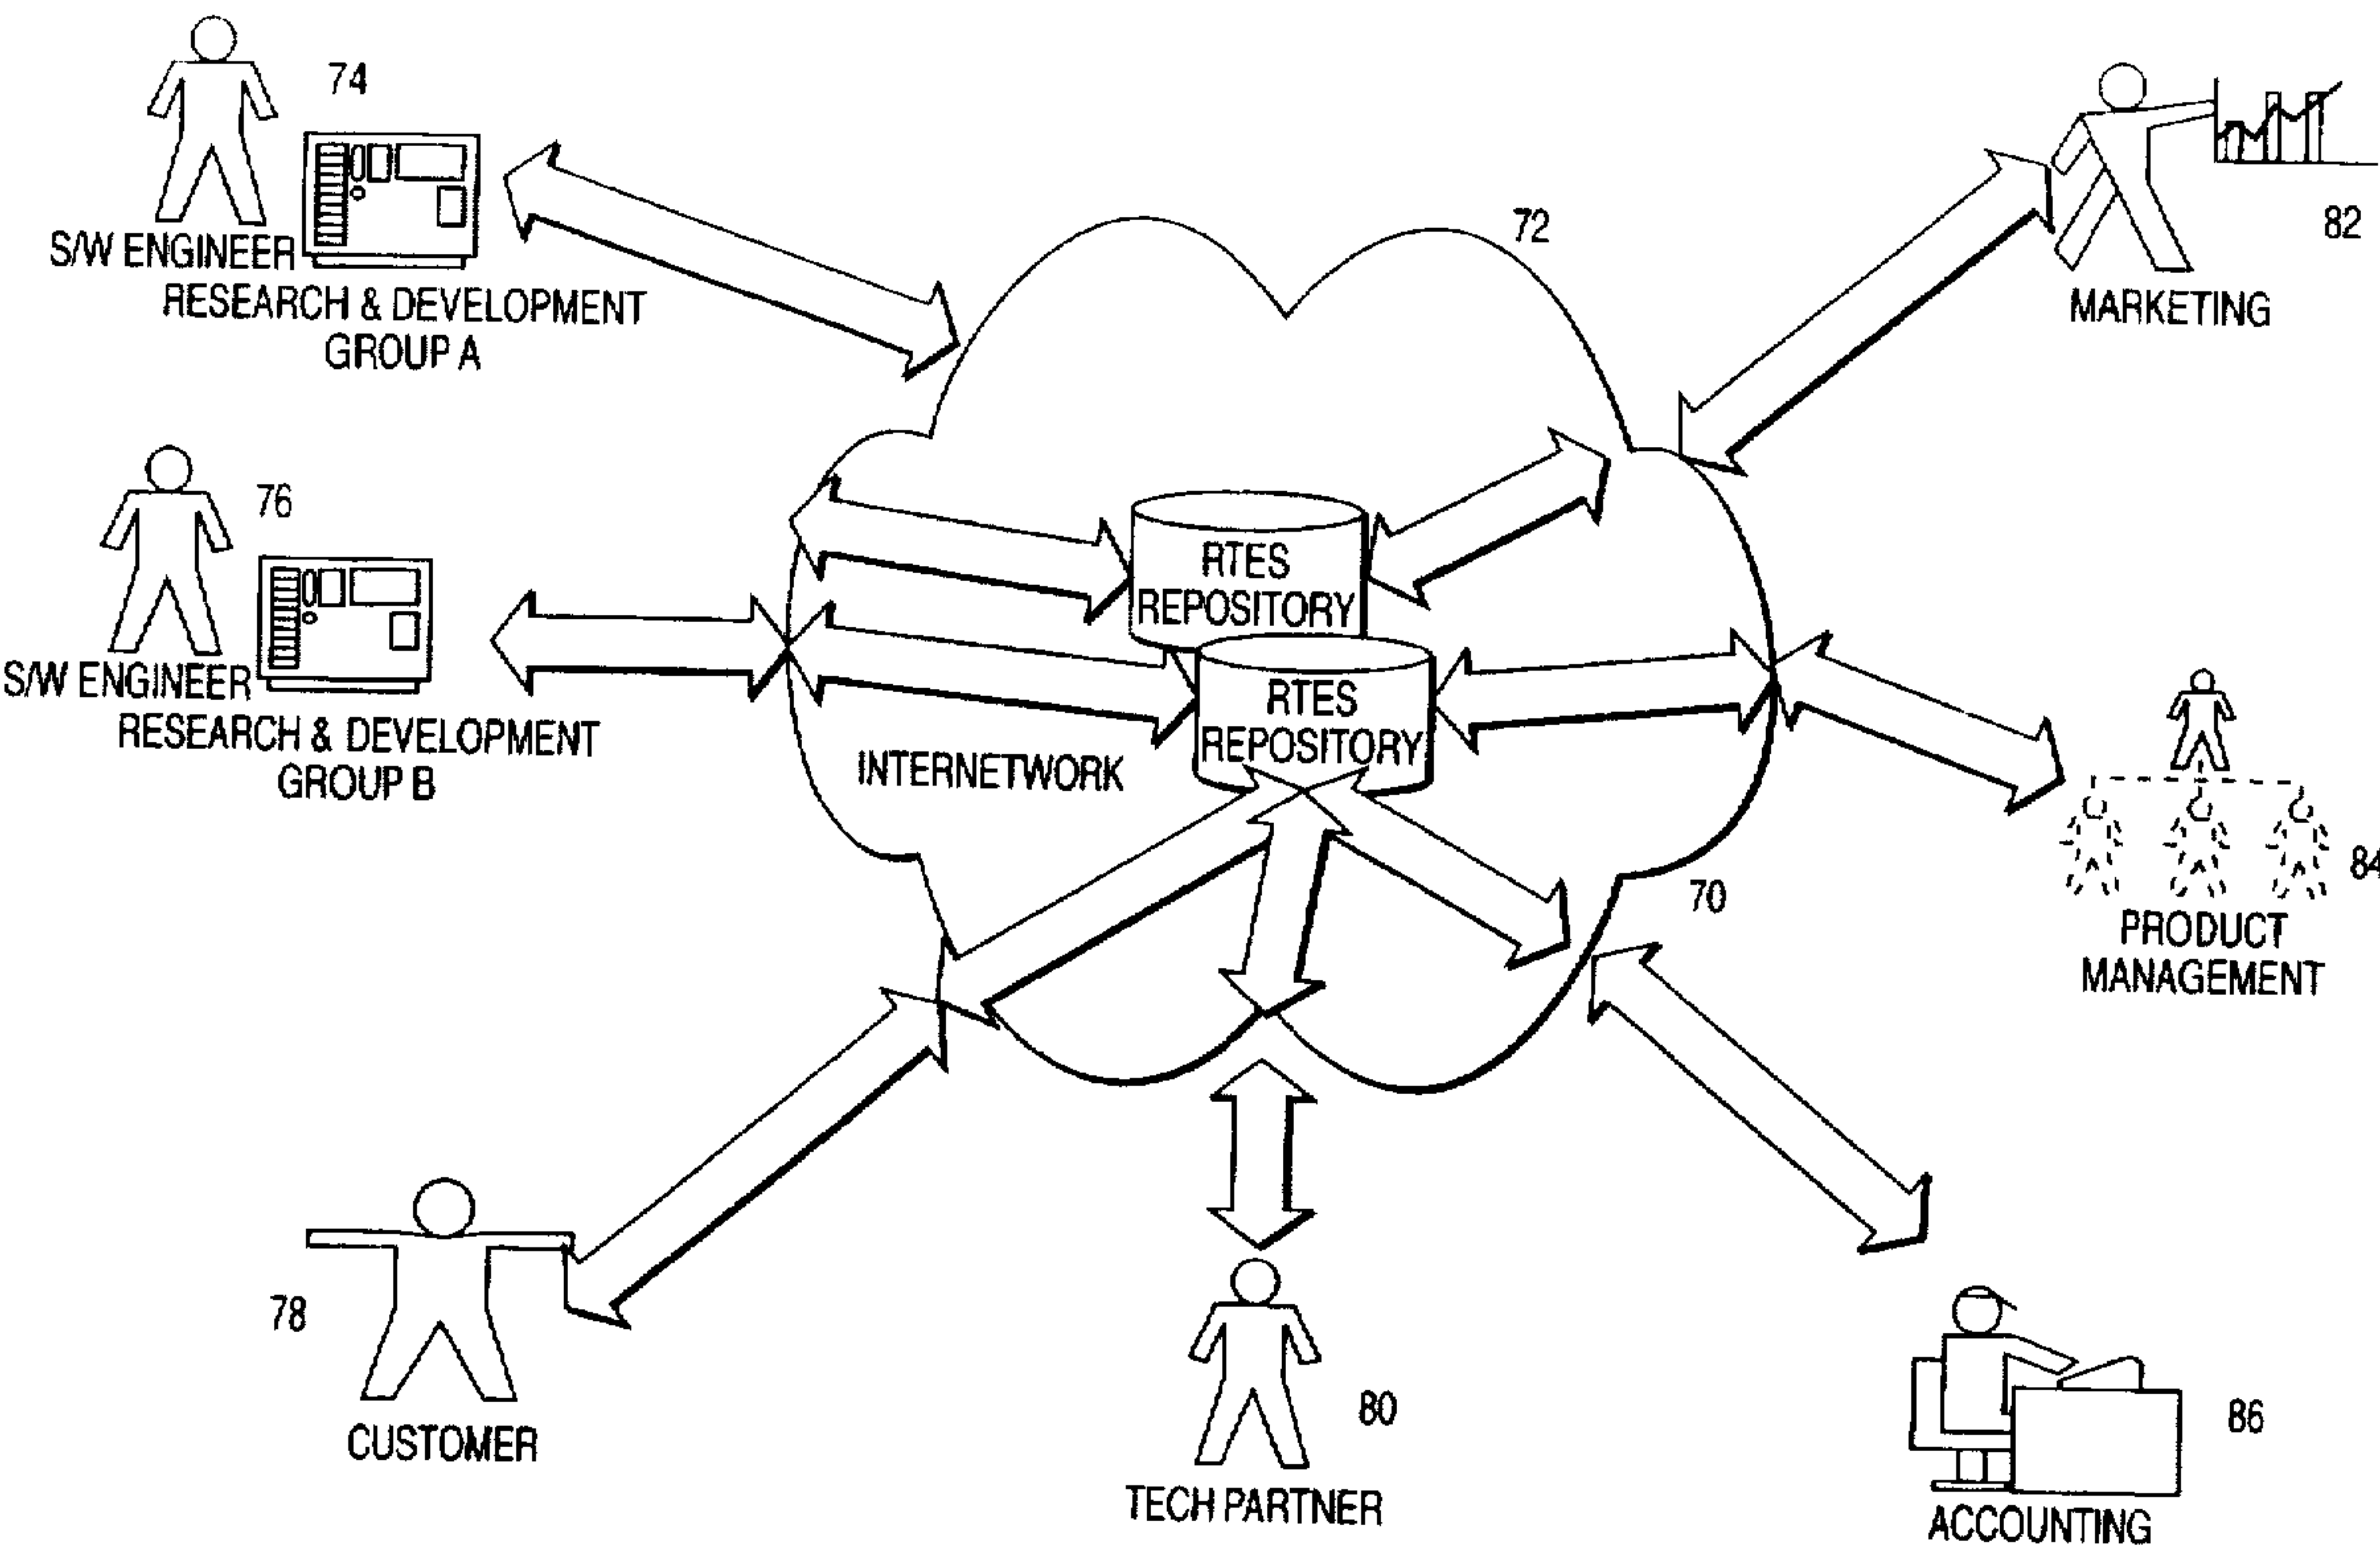 74
S/W ENGINEER
RESEARCH & DEVELOPMENT
GROUP A
72
82
MARKETING
76
S/W ENGINEER
RESEARCH & DEVELOPMENT
GROUP B
RTES
REPOSITORY
RTES
REPOSITORY
INTERNETWORK
84
PRODUCT
MANAGEMENT
70
78
CUSTOMER
80
TECH PARTNER
86
ACCOUNTING